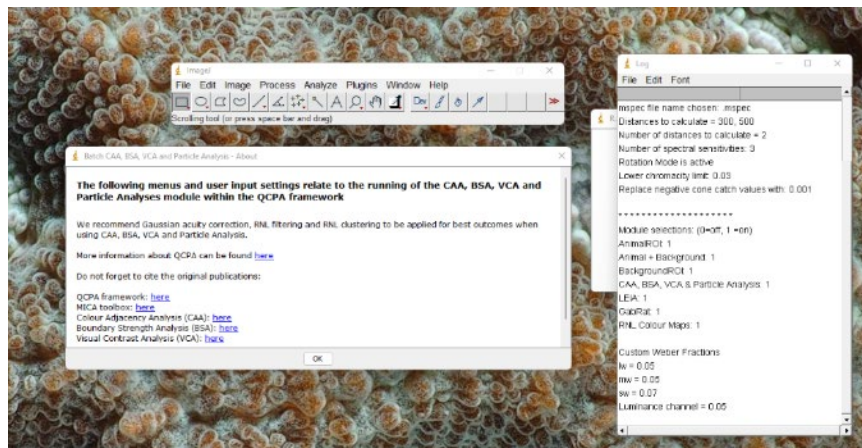 ImageJ
File Edit Image Process Analyze Plugins Window Help
Dev
Scrolling tool (or press space bar and drag)
Batch CAA, BSA, VCA and Particle Analysis - About
The following menus and user input settings relate to the running of the CAA, BSA, VCA and
Particle Analyses module within the QCPA framework
We recommend Gaussian acuity correction, RNL filtering and RNL clustering to be applied for best outcomes when
using CAA, BSA, VCA and Particle Analysis.
More information about QCPA can be found here
Do not forget to cite the original publications:
QCPA framework: here
MICA toolbox: here
Colour Adjacency Analysis (CAA): here
Boundary Strength Analysis (BSA): here
Visual Contrast Analysis (VCA): here
OK
Log
File Edit Font
mspec file name chosen: .mspec
Distances to calculate = 300, 500
Number of distances to calculate = 2
Number of spectral sensitivities: 3
Rotation Mode is active
Lower chromacity limit: 0.03
Replace negative cone catch values with: 0.001
* * * * * * * * * * * * * * * * * * * *
Module selections: (0=off, 1 =on)
AnimalROI: 1
Animal + Background: 1
BackgroundROI: 1
CAA, BSA, VCA & Particle Analysis: 1
LEIA: 1
GabRat: 1
RNL Colour Maps: 1
Custom Weber Fractions
lw = 0.05
mw = 0.05
sw = 0.07
Luminance channel = 0.05